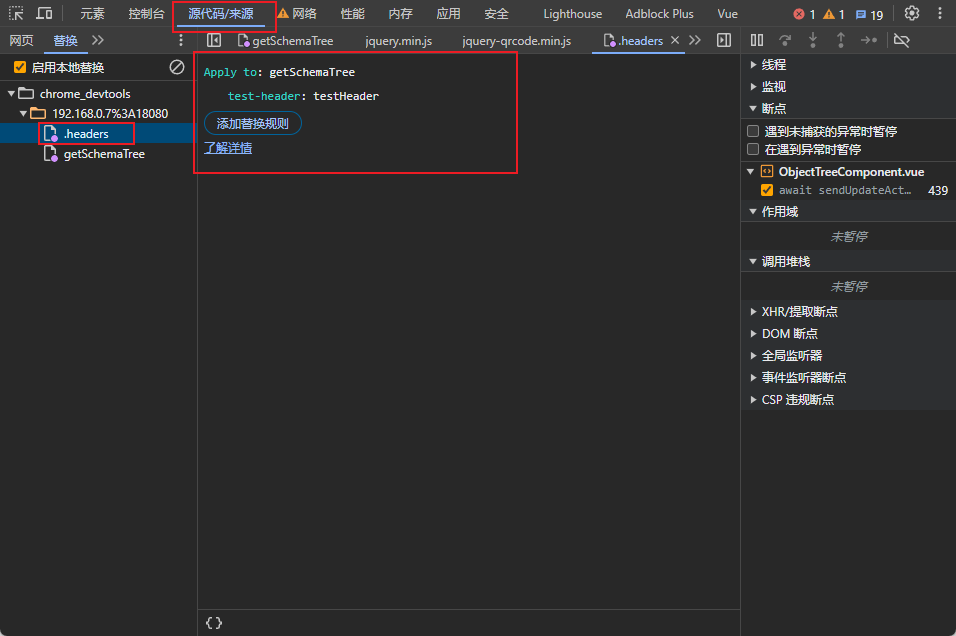 元素 控制台 源代码/来源 网络 性能 内存 应用 安全 Lighthouse Adblock Plus Vue 1 1 19
网页 替换 getSchemaTree jquery.min.js jquery-qrcode.min.js .headers
启用本地替换
chrome_devtools
192.168.0.7%3A18080
.headers
getSchemaTree
Apply to: getSchemaTree
test-header: testHeader
添加替换规则
了解详情
{}
线程
监视
断点
遇到未捕获的异常时暂停
在遇到异常时暂停
ObjectTreeComponent.vue
await sendUpdateAct… 439
作用域
未暂停
调用堆栈
未暂停
XHR/提取断点
DOM 断点
全局监听器
事件监听器断点
CSP 违规断点